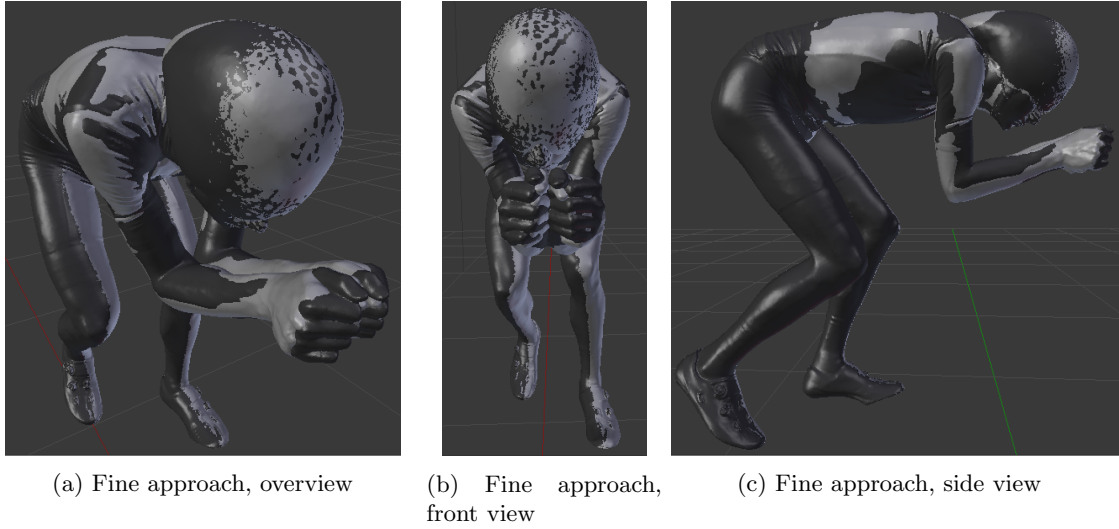 (a) Fine approach, overview
(b) Fine approach,
front view
(c) Fine approach, side view